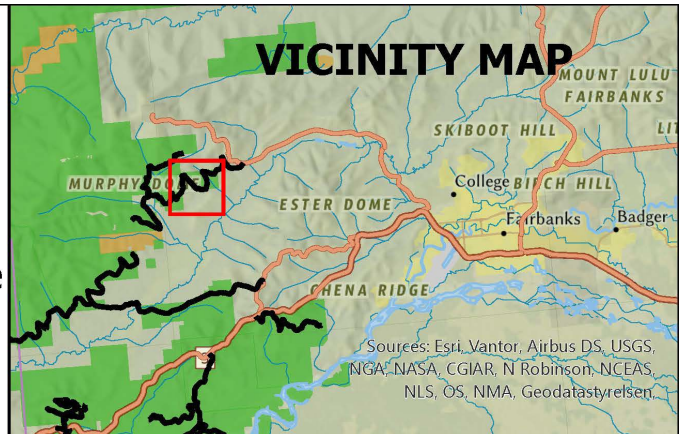 VICINITY MAP
MOUNT LULU
FAIRBANKS
SKIBOOT HILL
LIT
MURPHY DO
College
BIRCH HILL
ESTER DOME
Fairbanks
Badger
e
CHENA RIDGE
Sources: Esri, Vantor, Airbus DS, USGS,
NGA, NASA, CGIAR, N Robinson, NCEAS,
NLS, OS, NMA, Geodatastyrelsen,